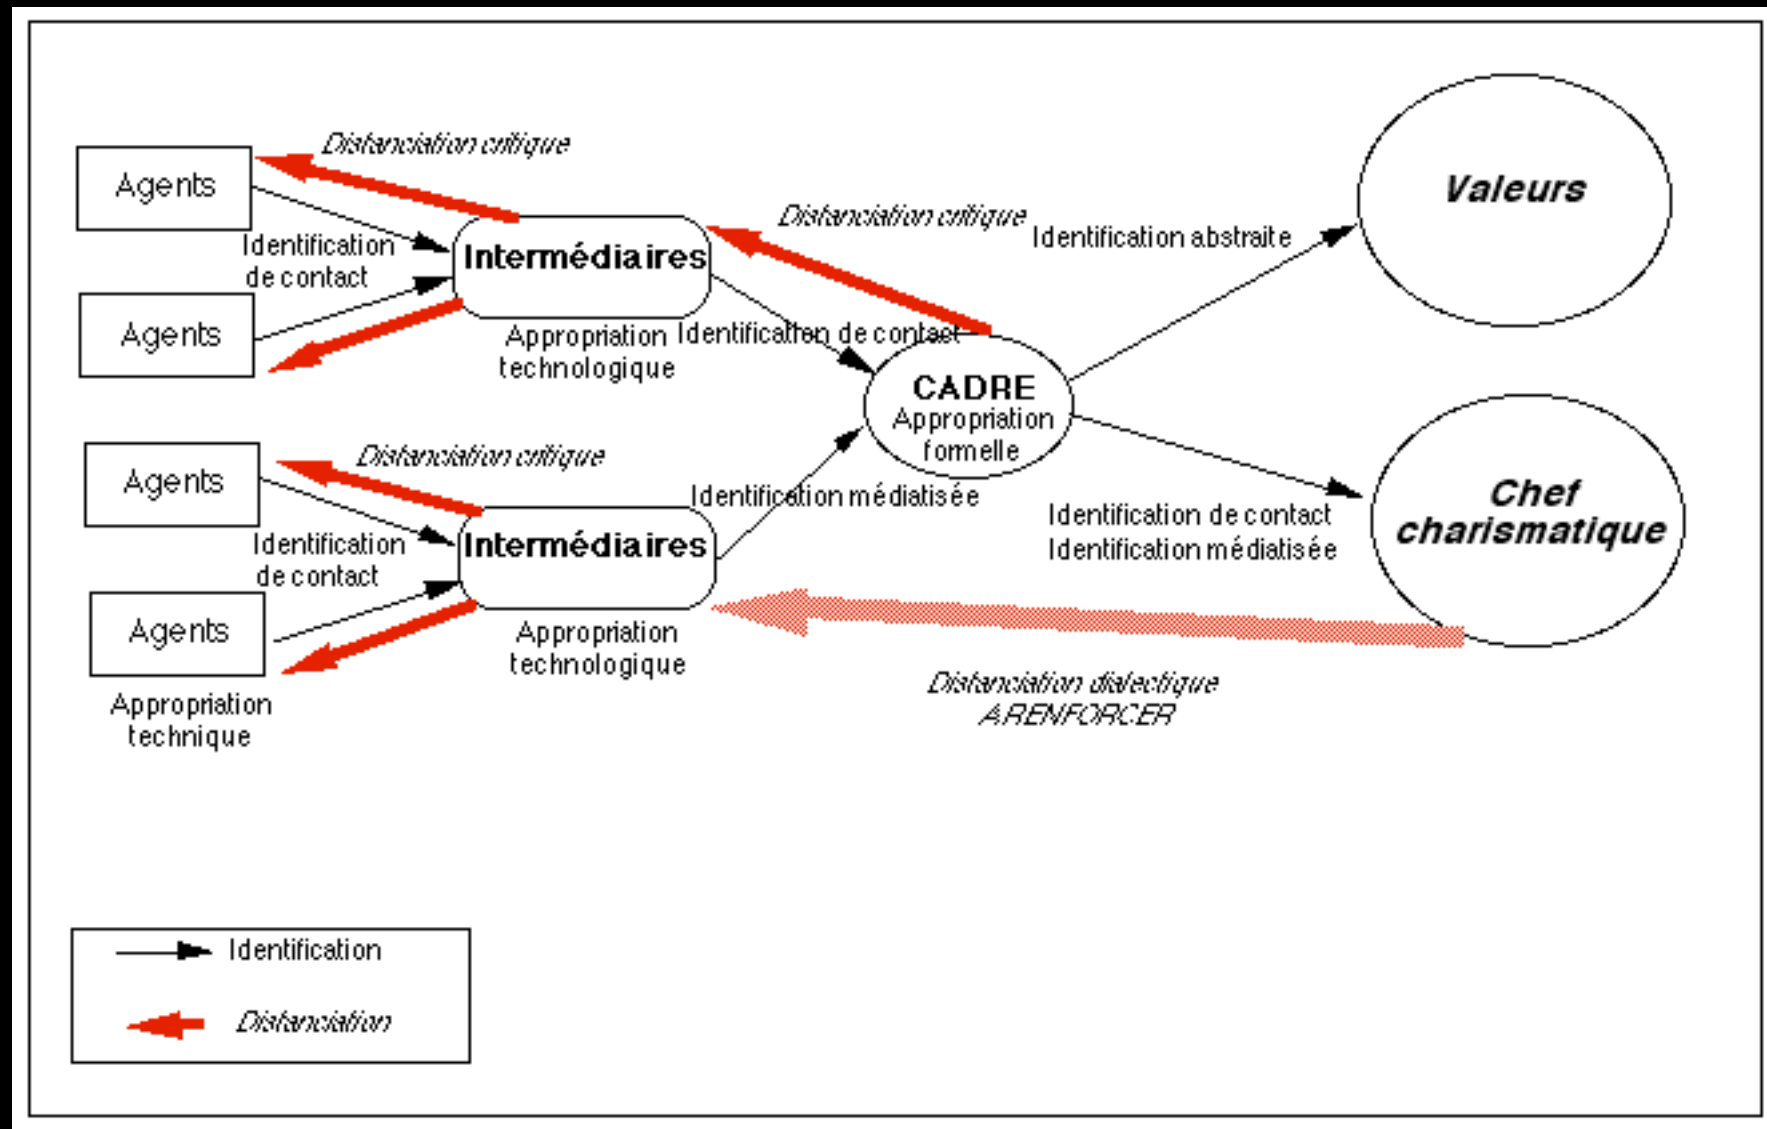 Distanciation critique
Agents
Valeurs
Distanciation critique
Identification abstraite
Identification
de contact
Intermédiaires
Agents
Appropriation
technologique
Identification de contact
CADRE
Appropriation
formelle
Distanciation critique
Agents
Identification médiatisée
Chef
charismatique
Identification de contact
Identification médiatisée
Identification
de contact
Intermédiaires
Agents
Appropriation
technologique
Distanciation dialectique
A RENFORCER
Appropriation
technique
Identification
Distanciation